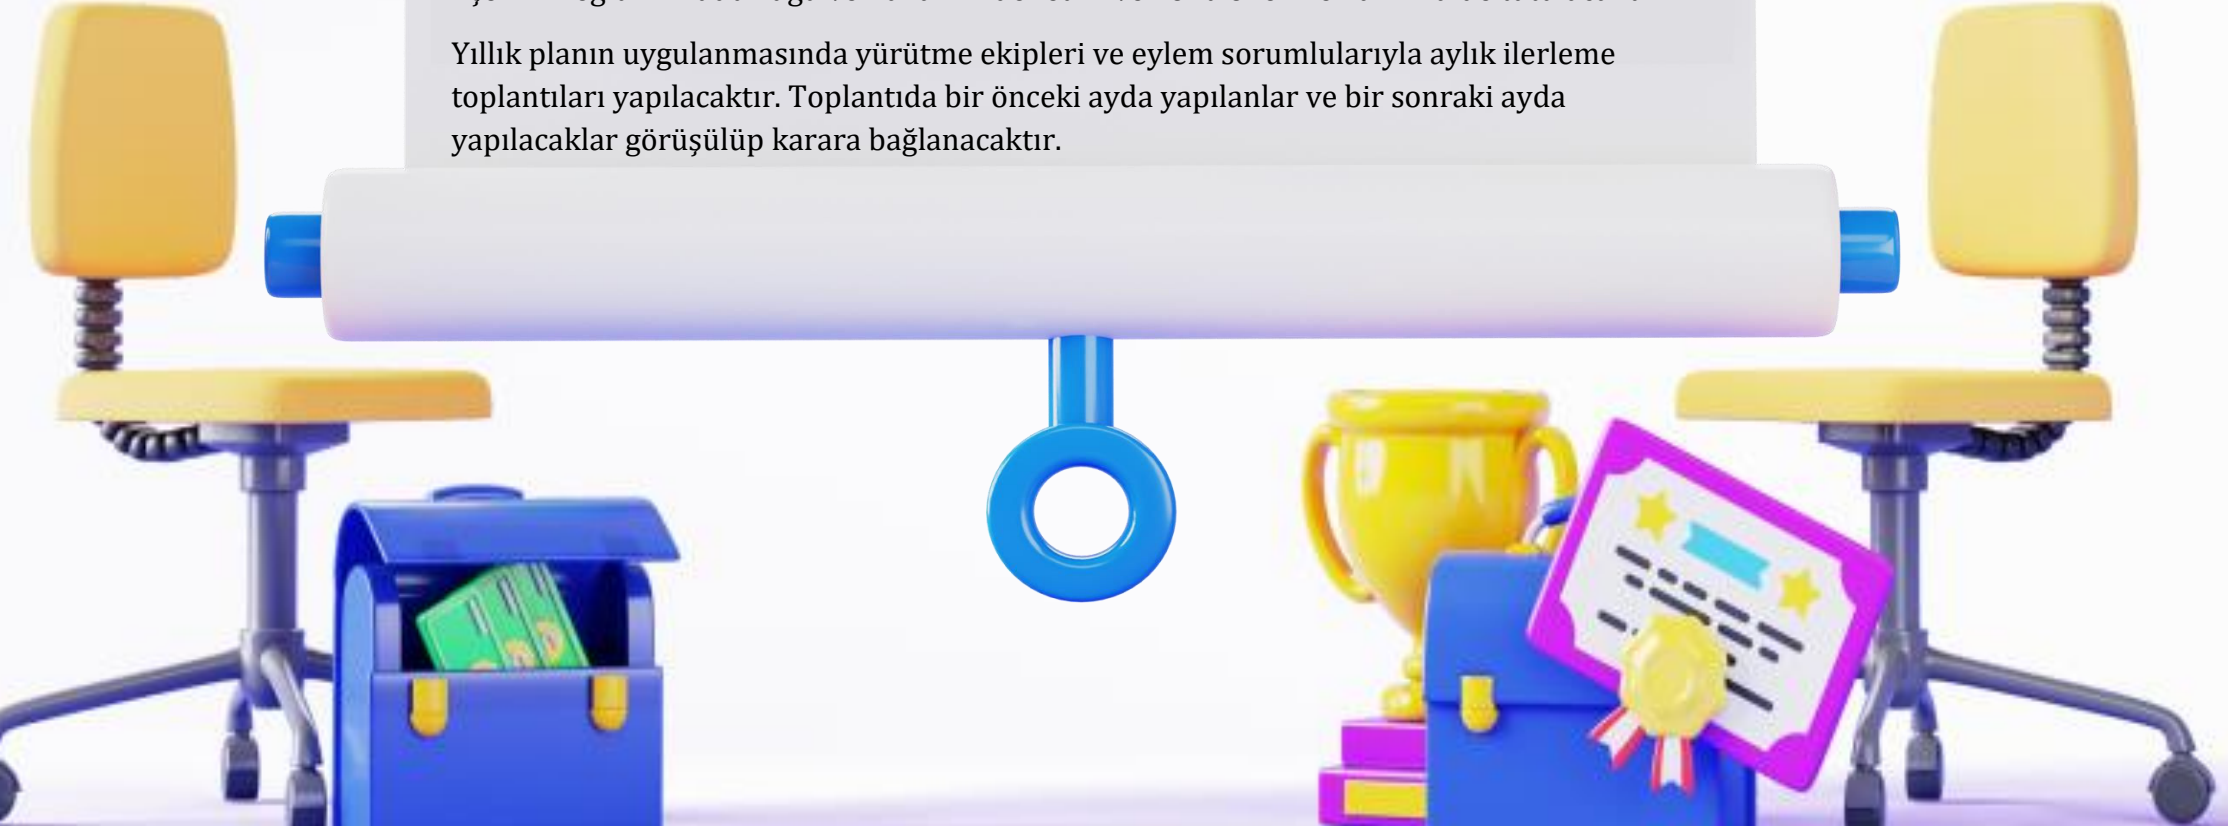 Yıllık planın uygulanmasında yürütme ekipleri ve eylem sorumlularıyla aylık ilerleme
toplantıları yapılacaktır. Toplantıda bir önceki ayda yapılanlar ve bir sonraki ayda
yapılacaklar görüşülüp karara bağlanacaktır.